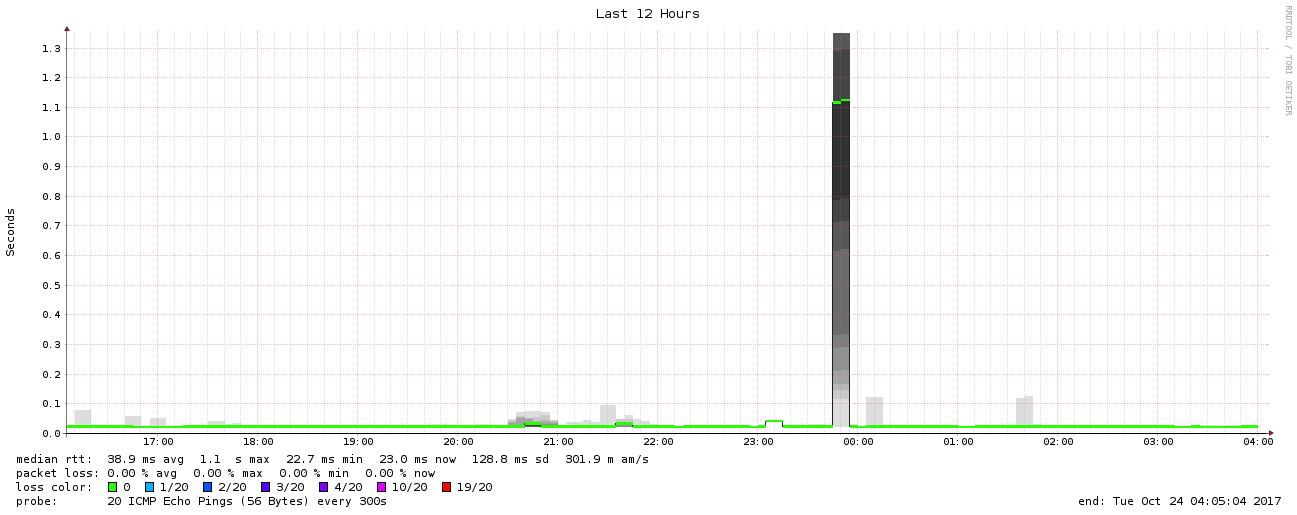 Last 12 Hours
RRDTOOL / TOBI OETIKER
Seconds
1.3
1.2
1.1
1.0
0.9
0.8
0.7
0.6
0.5
0.4
0.3
0.2
0.1
0.0
17:00 18:00 19:00 20:00 21:00 22:00 23:00 00:00 01:00 02:00 03:00 04:00
median rtt: 38.9 ms avg 1.1 s max 22.7 ms min 23.0 ms now 128.8 ms sd 301.9 m am/s
packet loss: 0.00 % avg 0.00 % max 0.00 % min 0.00 % now
loss color: 0 1/20 2/20 3/20 4/20 10/20 19/20
probe: 20 ICMP Echo Pings (56 Bytes) every 300s end: Tue Oct 24 04:05:04 2017